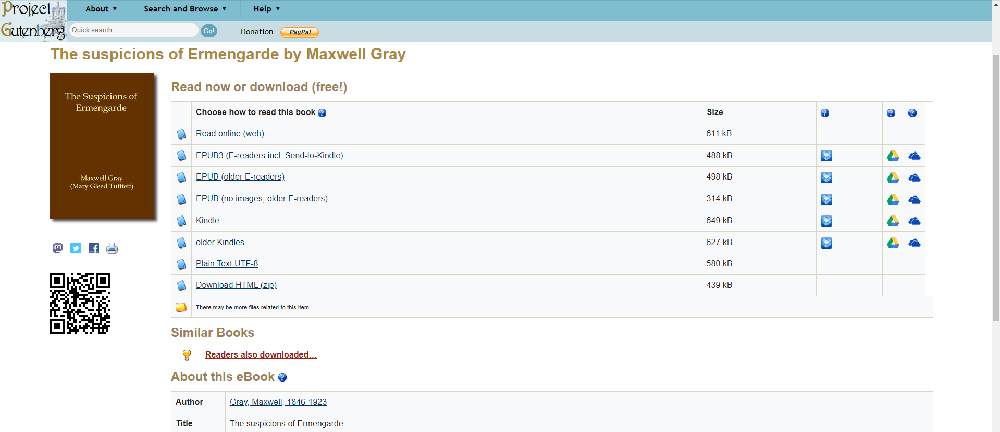 Project
Gutenberg
About ▼
Search and Browse ▼
Help ▼
Quick search
Go!
Donation
PayPal
The suspicions of Ermengarde by Maxwell Gray
The Suspicions of
Ermengarde
Maxwell Gray
(Mary Gleed Tuttiett)
Read now or download (free!)
Choose how to read this book ? Size ? ? ?
Read online (web) 611 kB
EPUB3 (E-readers incl. Send-to-Kindle) 488 kB
EPUB (older E-readers) 498 kB
EPUB (no images, older E-readers) 314 kB
Kindle 649 kB
older Kindles 627 kB
Plain Text UTF-8 580 kB
Download HTML (zip) 439 kB
There may be more files related to this item.
Similar Books
Readers also downloaded…
About this eBook ?
Author Gray, Maxwell, 1846-1923
Title The suspicions of Ermengarde